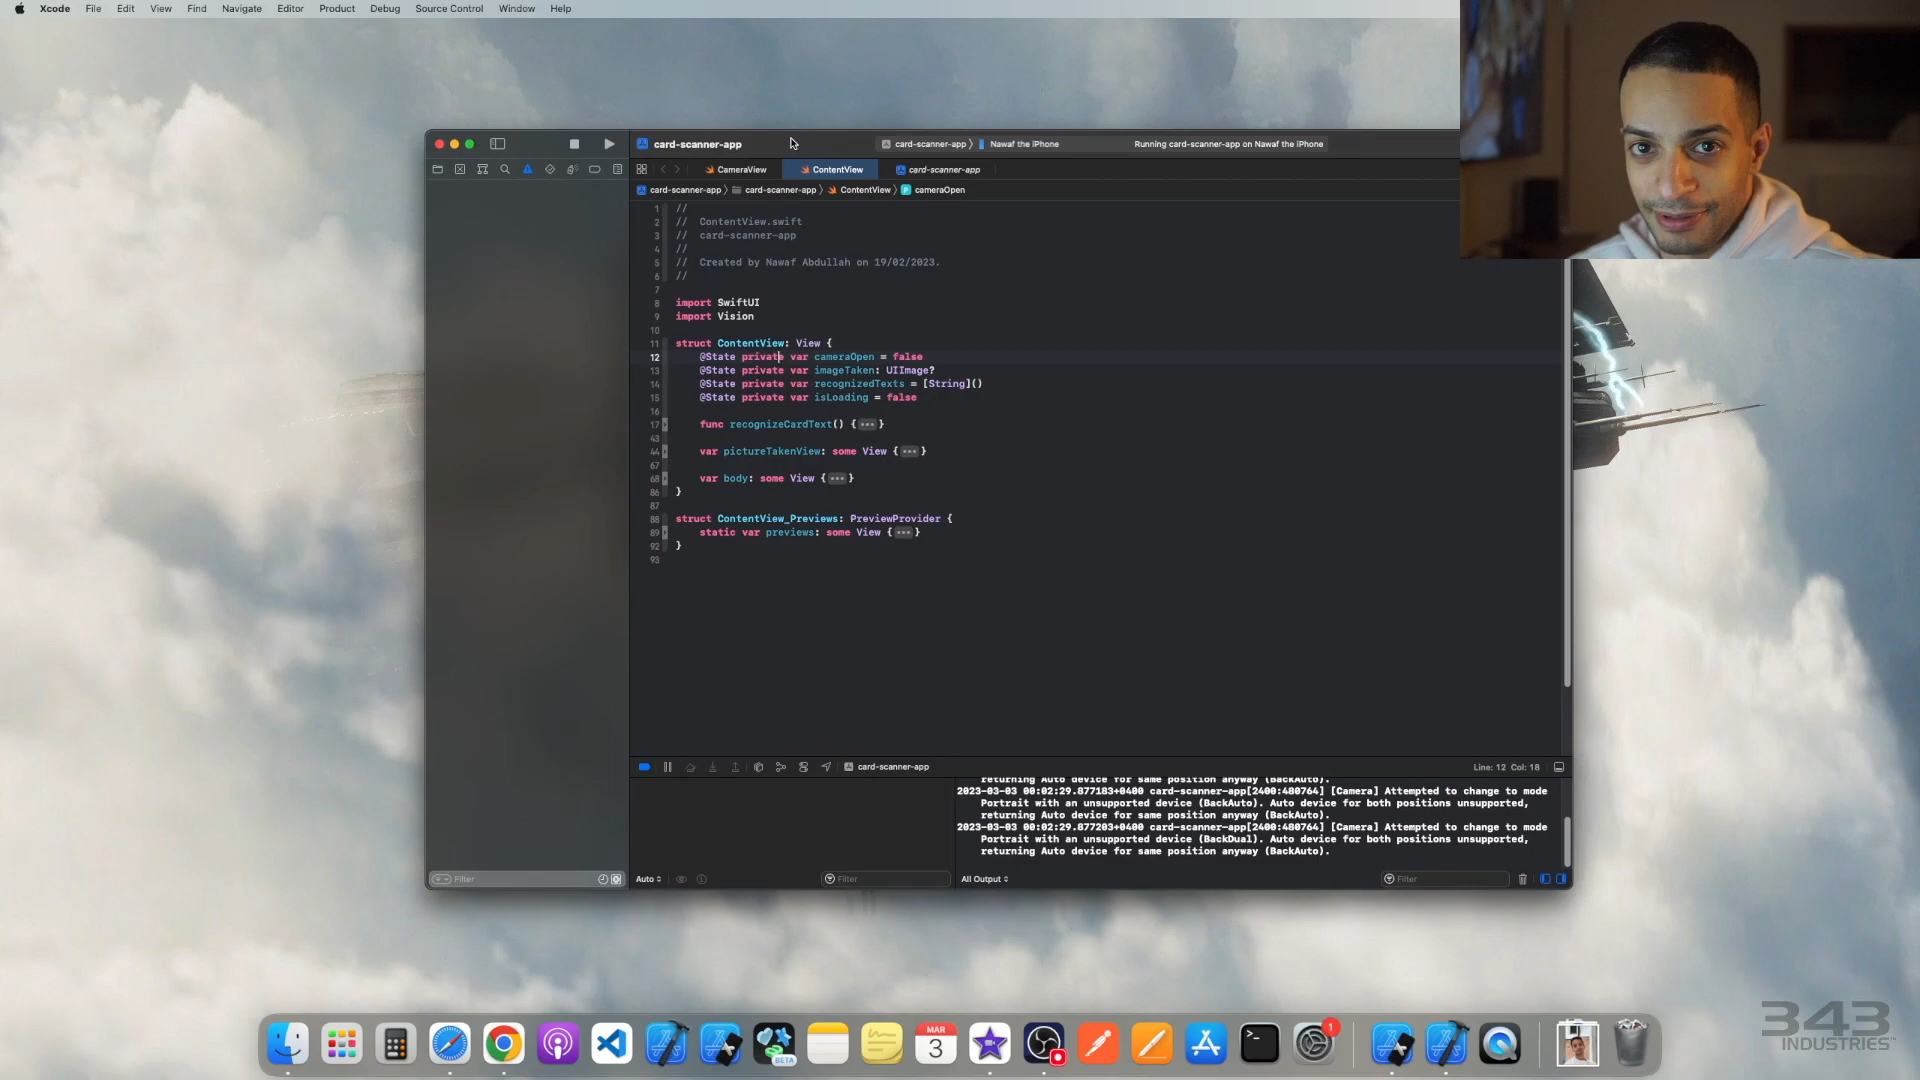 Xcode File Edit View Find Navigate Editor Product Debug Source Control Window Help
card-scanner-app
card-scanner-app Nawaf the iPhone
Running card-scanner-app on Nawaf the iPhone
CameraView
ContentView
card-scanner-app
card-scanner-app card-scanner-app ContentView cameraOpen
1 //
2 // ContentView.swift
3 // card-scanner-app
4 //
5 // Created by Nawaf Abdullah on 19/02/2023.
6 //
7
8 import SwiftUI
9 import Vision
10
11 struct ContentView: View {
12 @State private var cameraOpen = false
13 @State private var imageTaken: UIImage?
14 @State private var recognizedTexts = [String]()
15 @State private var isLoading = false
16
17 func recognizeCardText() {•••}
43
44 var pictureTakenView: some View {•••}
67
68 var body: some View {•••}
86 }
87
88 struct ContentView_Previews: PreviewProvider {
89 static var previews: some View {•••}
92 }
93
card-scanner-app
Line: 12 Col: 18
returning Auto device for same position anyway (BackAuto).
2023-03-03 00:02:29.877183+0400 card-scanner-app[2400:480764] [Camera] Attempted to change to mode
Portrait with an unsupported device (BackAuto). Auto device for both positions unsupported,
returning Auto device for same position anyway (BackAuto).
2023-03-03 00:02:29.877203+0400 card-scanner-app[2400:480764] [Camera] Attempted to change to mode
Portrait with an unsupported device (BackDual). Auto device for both positions unsupported,
returning Auto device for same position anyway (BackAuto).
Filter
Auto
Filter
All Output
Filter
MAR
3
BETA
1
343
INDUSTRIES™